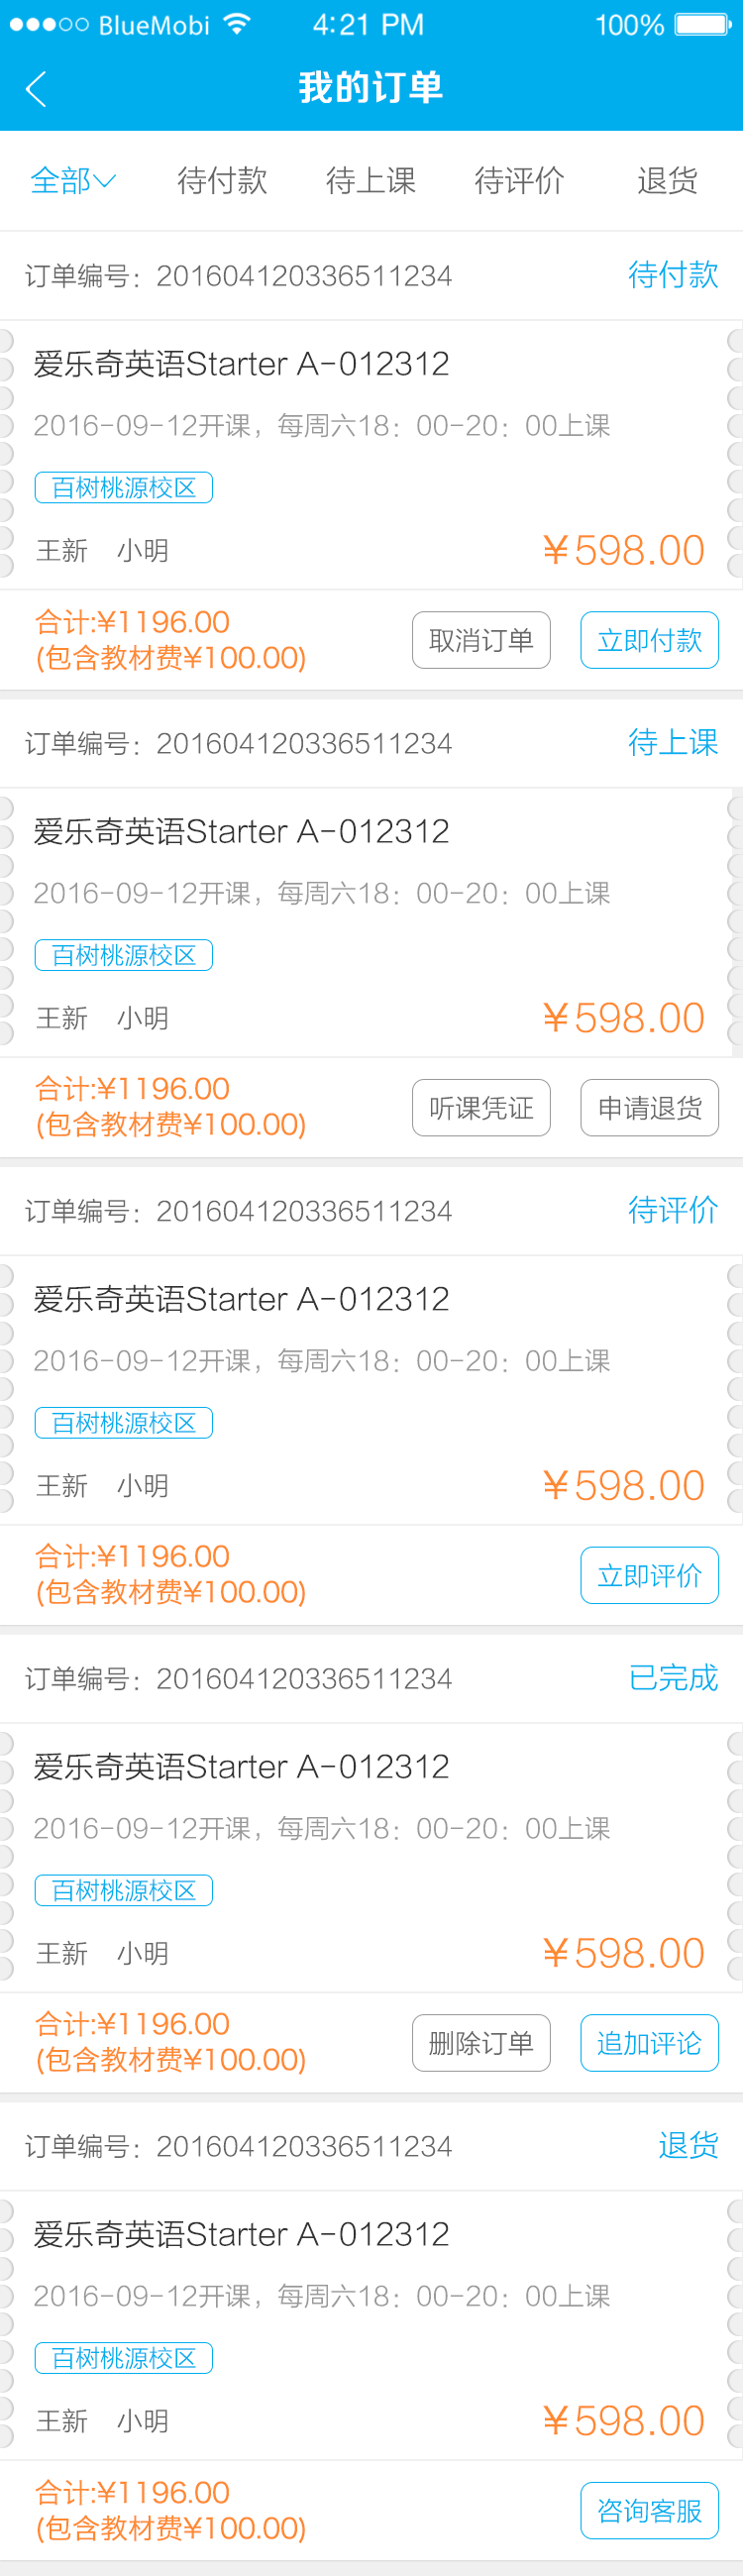 BlueMobi 4:21 PM 100%
我的订单
全部 待付款 待上课 待评价 退货
订单编号：201604120336511234 待付款
爱乐奇英语Starter A-012312
2016-09-12开课，每周六18：00-20：00上课
百树桃源校区
王新 小明 ¥598.00
合计:¥1196.00
(包含教材费¥100.00)
取消订单 立即付款
订单编号：201604120336511234 待上课
爱乐奇英语Starter A-012312
2016-09-12开课，每周六18：00-20：00上课
百树桃源校区
王新 小明 ¥598.00
合计:¥1196.00
(包含教材费¥100.00)
听课凭证 申请退货
订单编号：201604120336511234 待评价
爱乐奇英语Starter A-012312
2016-09-12开课，每周六18：00-20：00上课
百树桃源校区
王新 小明 ¥598.00
合计:¥1196.00
(包含教材费¥100.00)
立即评价
订单编号：201604120336511234 已完成
爱乐奇英语Starter A-012312
2016-09-12开课，每周六18：00-20：00上课
百树桃源校区
王新 小明 ¥598.00
合计:¥1196.00
(包含教材费¥100.00)
删除订单 追加评论
订单编号：201604120336511234 退货
爱乐奇英语Starter A-012312
2016-09-12开课，每周六18：00-20：00上课
百树桃源校区
王新 小明 ¥598.00
合计:¥1196.00
(包含教材费¥100.00)
咨询客服